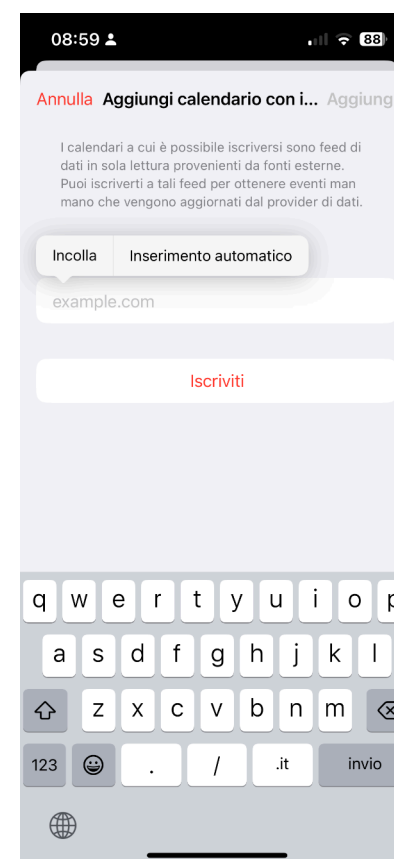 08:59
88
Annulla Aggiungi calendario con i... Aggiung
I calendari a cui è possibile iscriversi sono feed di
dati in sola lettura provenienti da fonti esterne.
Puoi iscriverti a tali feed per ottenere eventi man
mano che vengono aggiornati dal provider di dati.
Incolla Inserimento automatico
example.com
Iscriviti
q w e r t y u i o p
a s d f g h j k l
z x c v b n m
123 . / .it invio